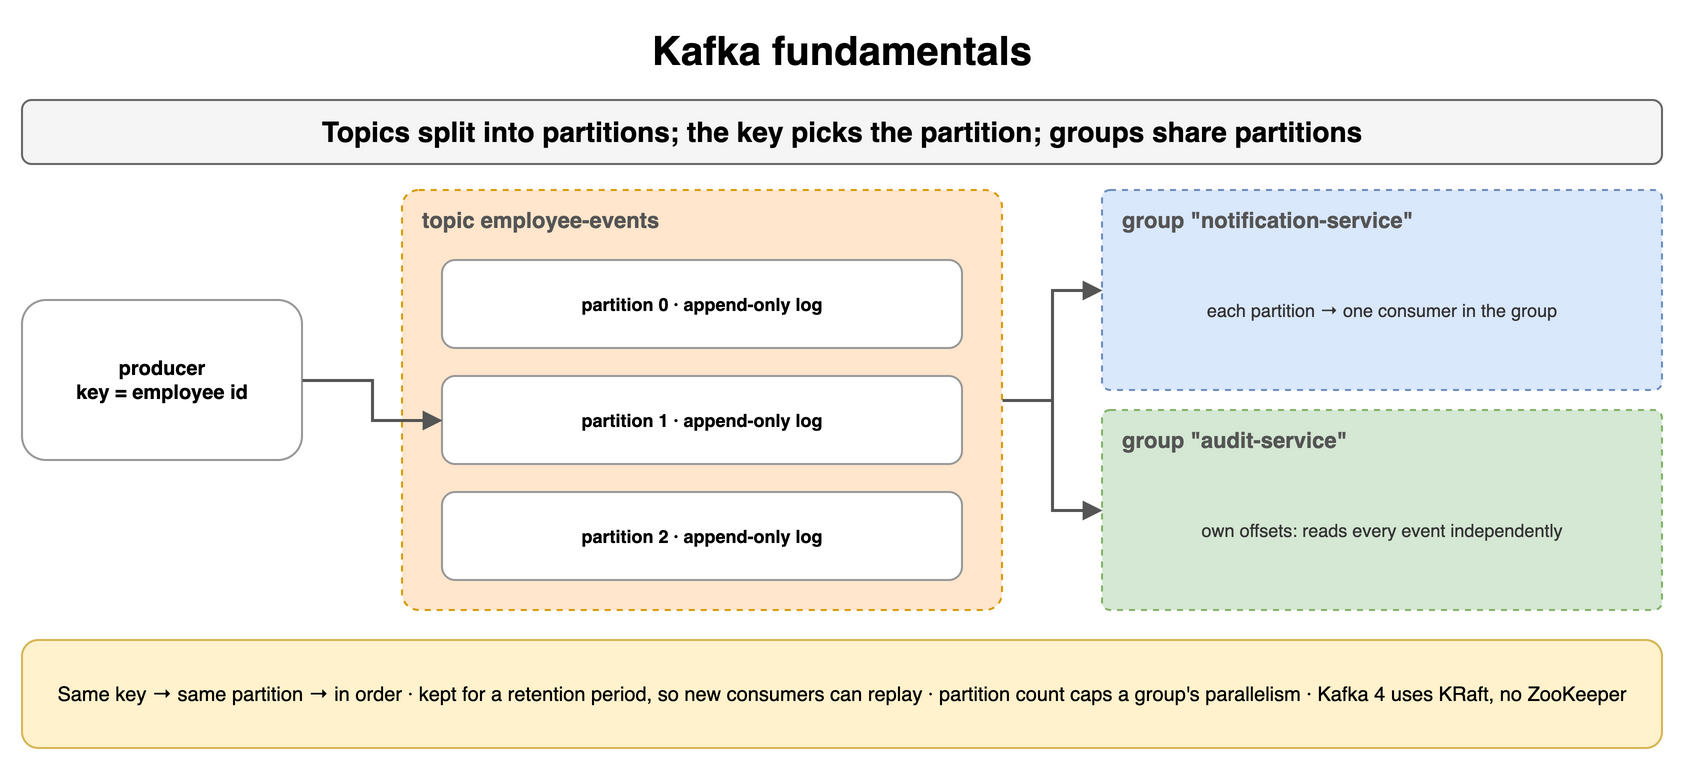 Kafka fundamentals
Topics split into partitions; the key picks the partition; groups share partitions
producer
key = employee id
topic employee-events
partition 0 · append-only log
partition 1 · append-only log
partition 2 · append-only log
group "notification-service"
each partition → one consumer in the group
group "audit-service"
own offsets: reads every event independently
Same key → same partition → in order · kept for a retention period, so new consumers can replay · partition count caps a group's parallelism · Kafka 4 uses KRaft, no ZooKeeper